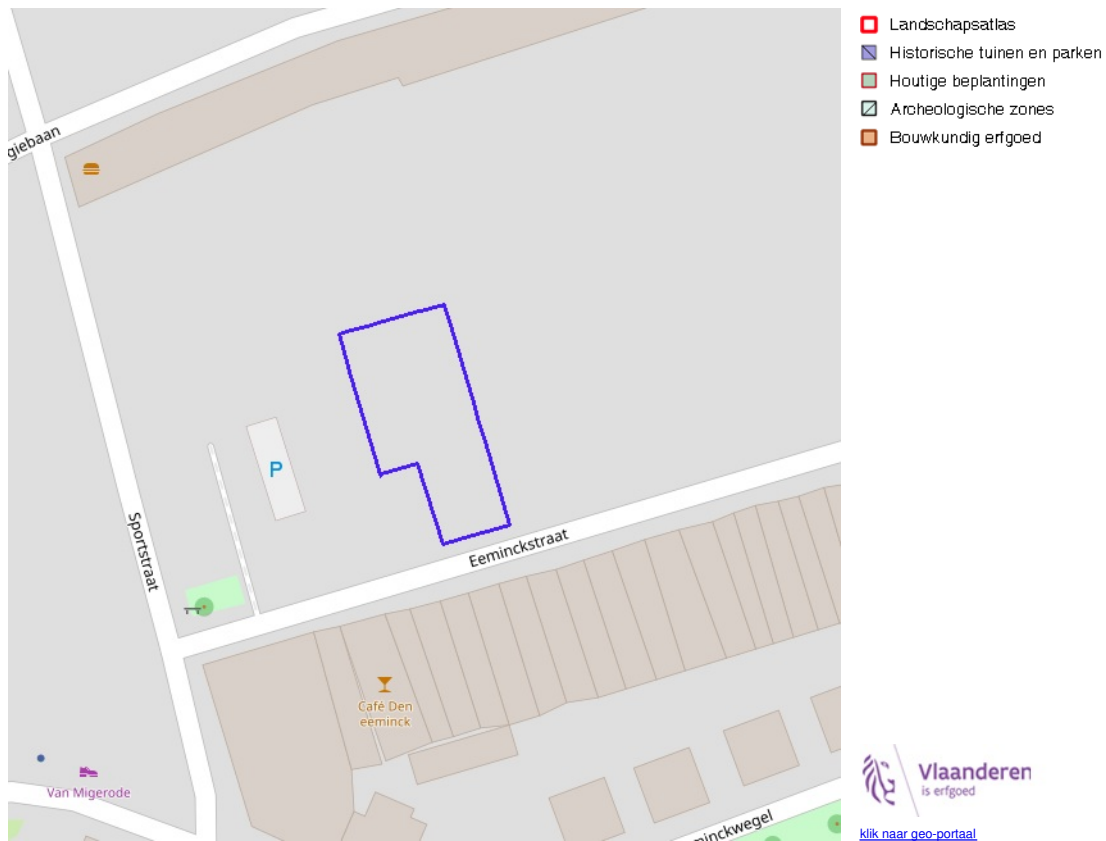 Landschapsatlas
Historische tuinen en parken
Houtige beplantingen
Archeologische zones
Bouwkundig erfgoed
giebaan
P
Sportstraat
Eeminckstraat
Café Den
eeminck
Van Migerode
minckwegel
Vlaanderen
is erfgoed
klik naar geo-portaal